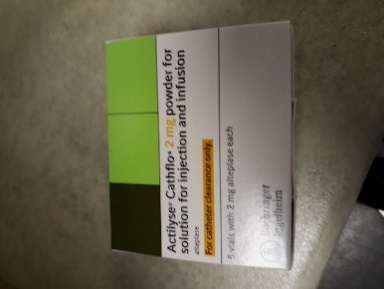 Actilyse® Cathflo® 2 mg powder for
solution for injection and infusion
alteplase
For catheter clearance only.
5 vials with 2 mg alteplase each
Boehringer
Ingelheim